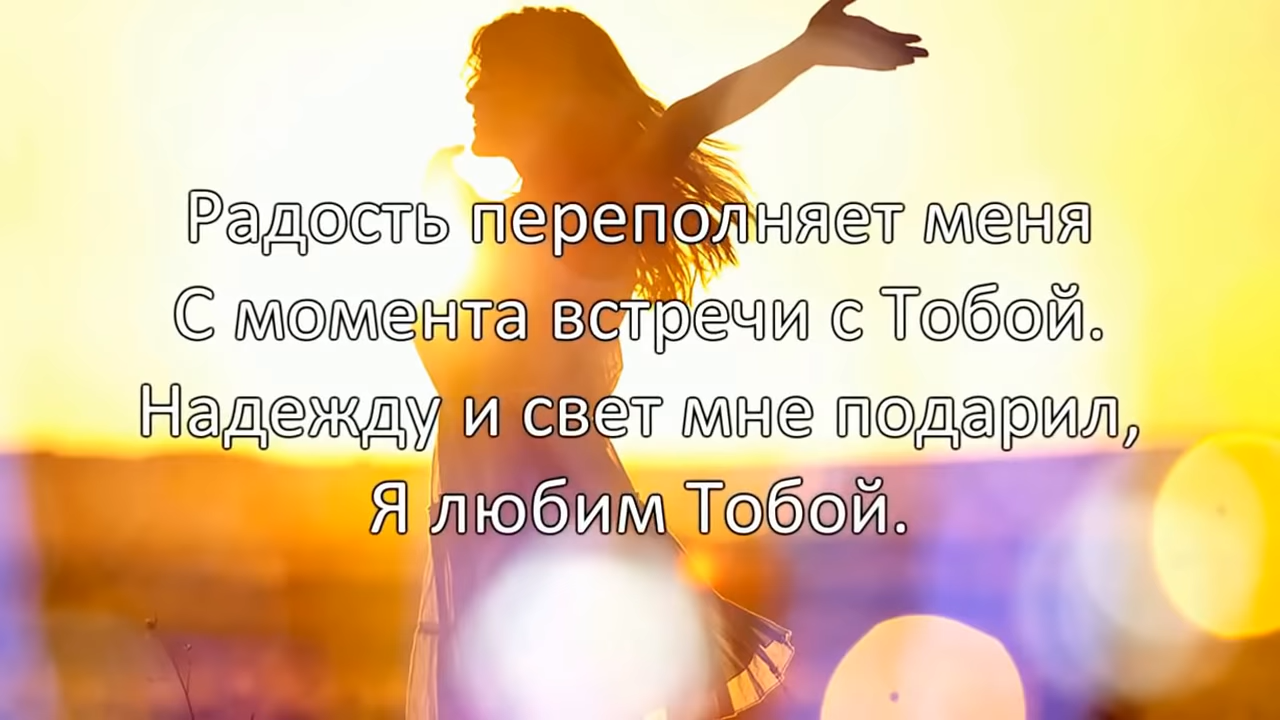 Радость переполняет меня
С момента встречи с Тобой.
Надежду и свет мне подарил,
Я любим Тобой.